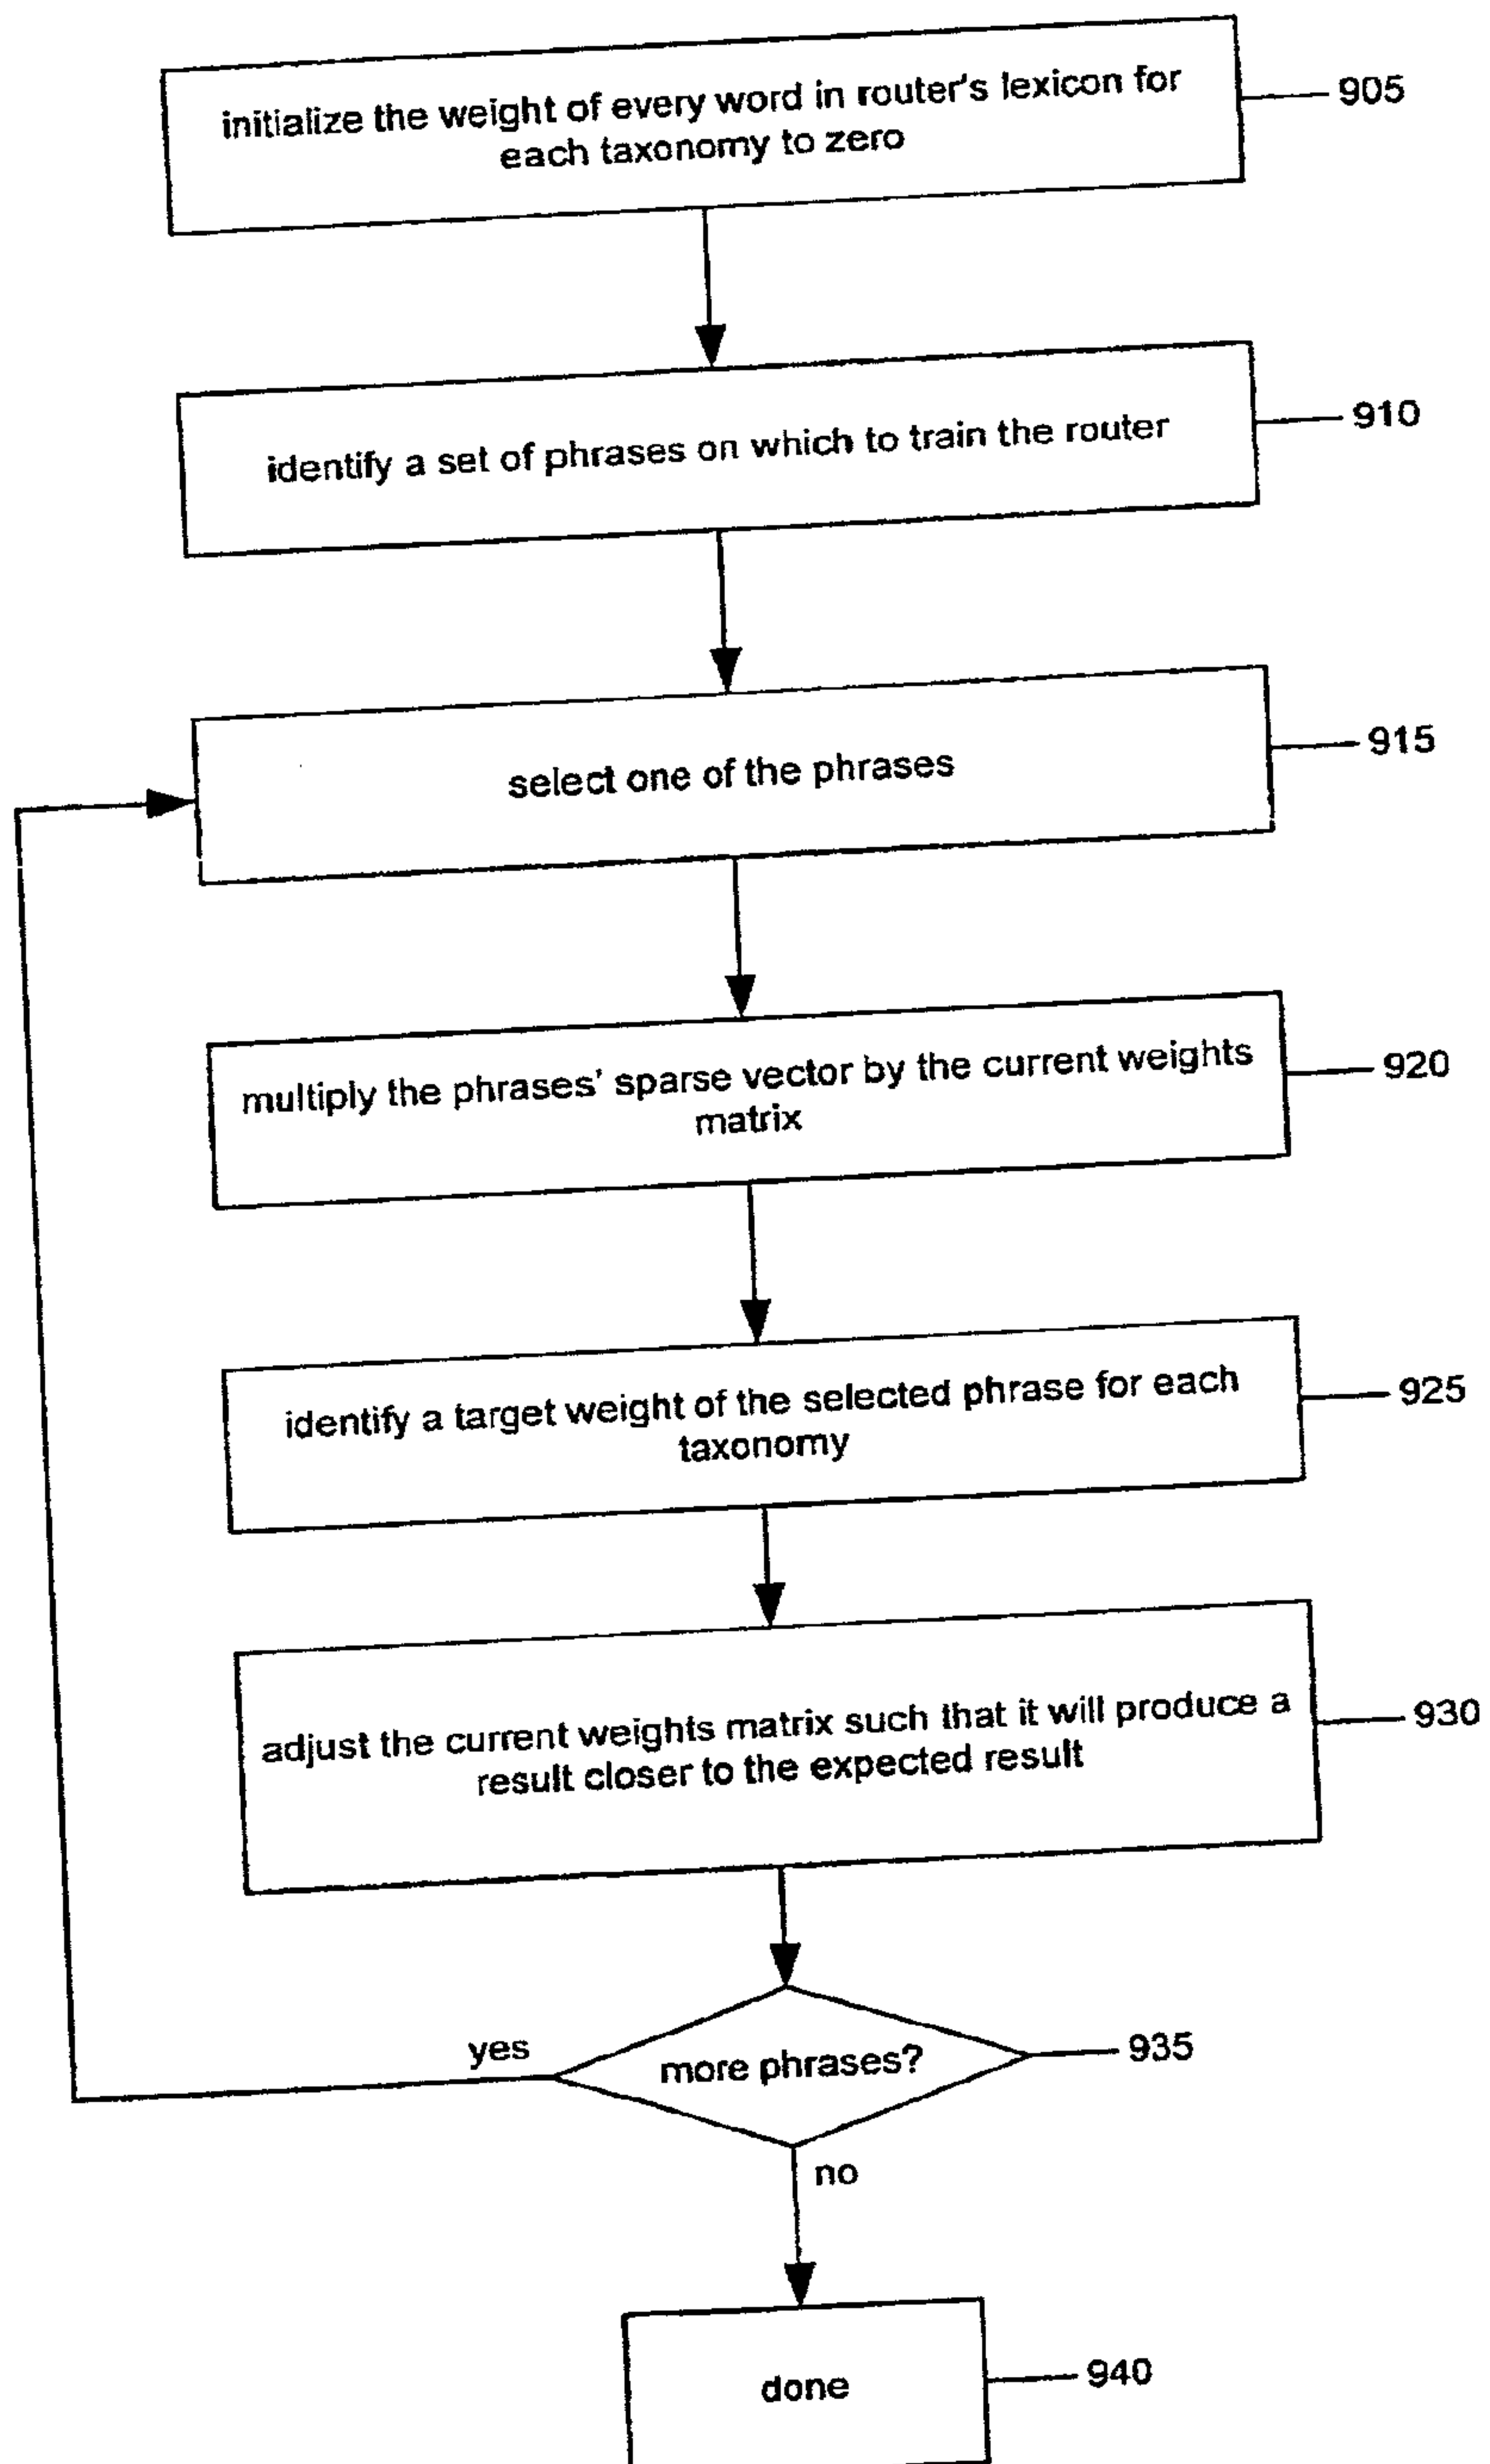 initialize the weight of every word in router's lexicon for
each taxonomy to zero
905
identify a set of phrases on which to train the router
910
select one of the phrases
915
multiply the phrases' sparse vector by the current weights
matrix
920
identify a target weight of the selected phrase for each
taxonomy
925
adjust the current weights matrix such that it will produce a
result closer to the expected result
930
yes
more phrases?
935
no
done
940